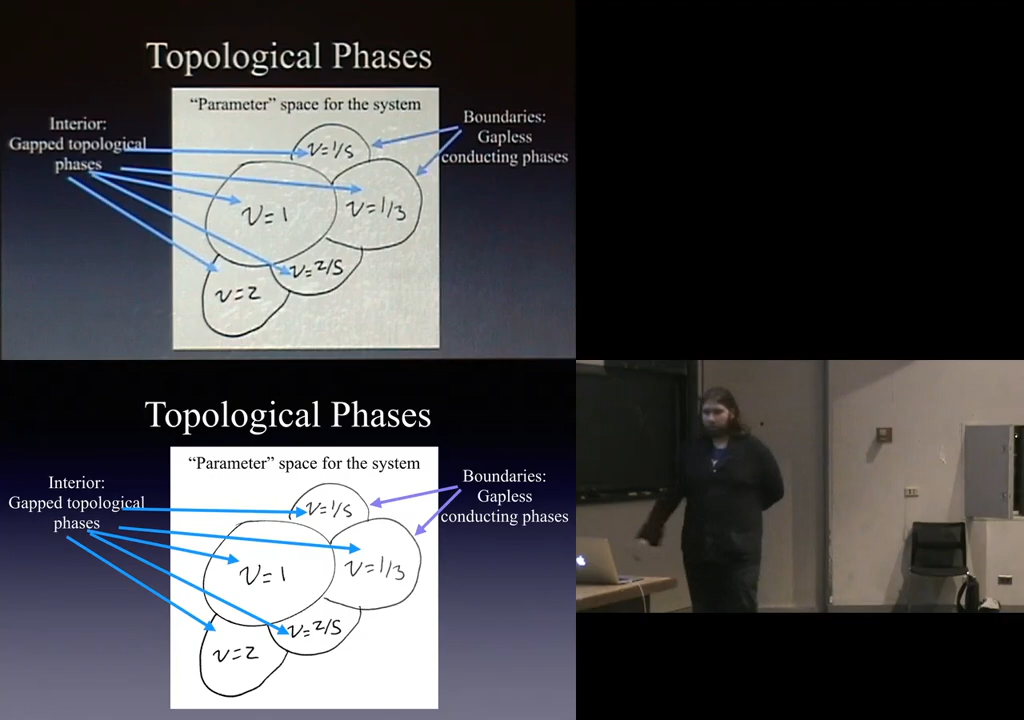 Topological Phases
"Parameter" space for the system
Interior:
Gapped topological
phases
Boundaries:
Gapless
conducting phases
ν=1/5
ν=1
ν=1/3
ν=2/5
ν=2
Topological Phases
"Parameter" space for the system
Interior:
Gapped topological
phases
Boundaries:
Gapless
conducting phases
ν=1/5
ν=1
ν=1/3
ν=2/5
ν=2